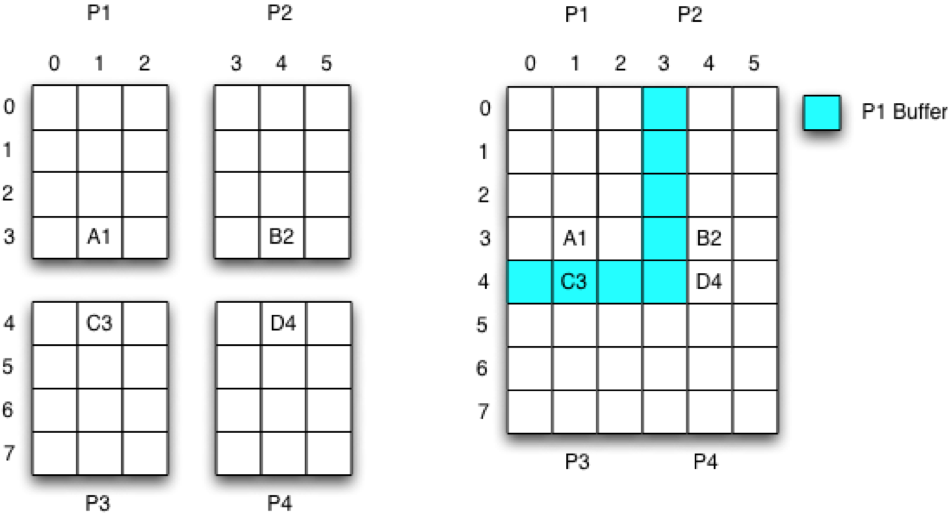 P1 P2 P1 P2
0 1 2 3 4 5 0 1 2 3 4 5
0 0 P1 Buffer
1 1
2 2
3 A1 B2 3 A1 B2
4 C3 D4 4 C3 D4
5 5
6 6
7 7
P3 P4 P3 P4